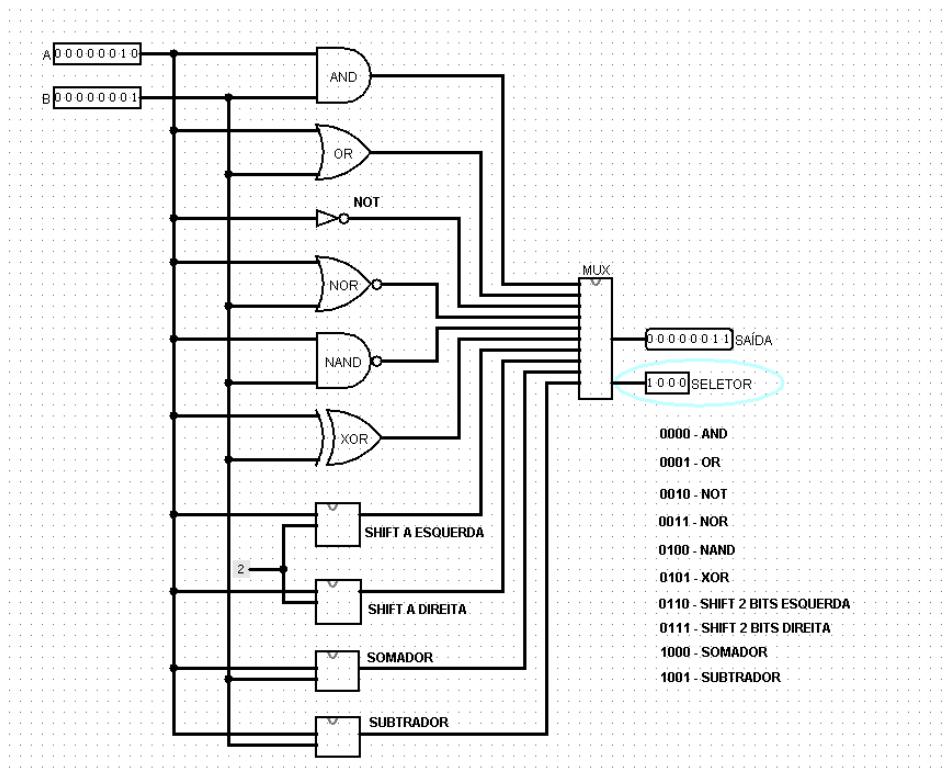 A 00000010
B 00000001
AND
OR
NOT
NOR
NAND
XOR
SHIFT A ESQUERDA
2
SHIFT A DIREITA
SOMADOR
SUBTRADOR
MUX
00000011 SAÍDA
1000 SELETOR
0000 - AND
0001 - OR
0010 - NOT
0011 - NOR
0100 - NAND
0101 - XOR
0110 - SHIFT 2 BITS ESQUERDA
0111 - SHIFT 2 BITS DIREITA
1000 - SOMADOR
1001 - SUBTRADOR